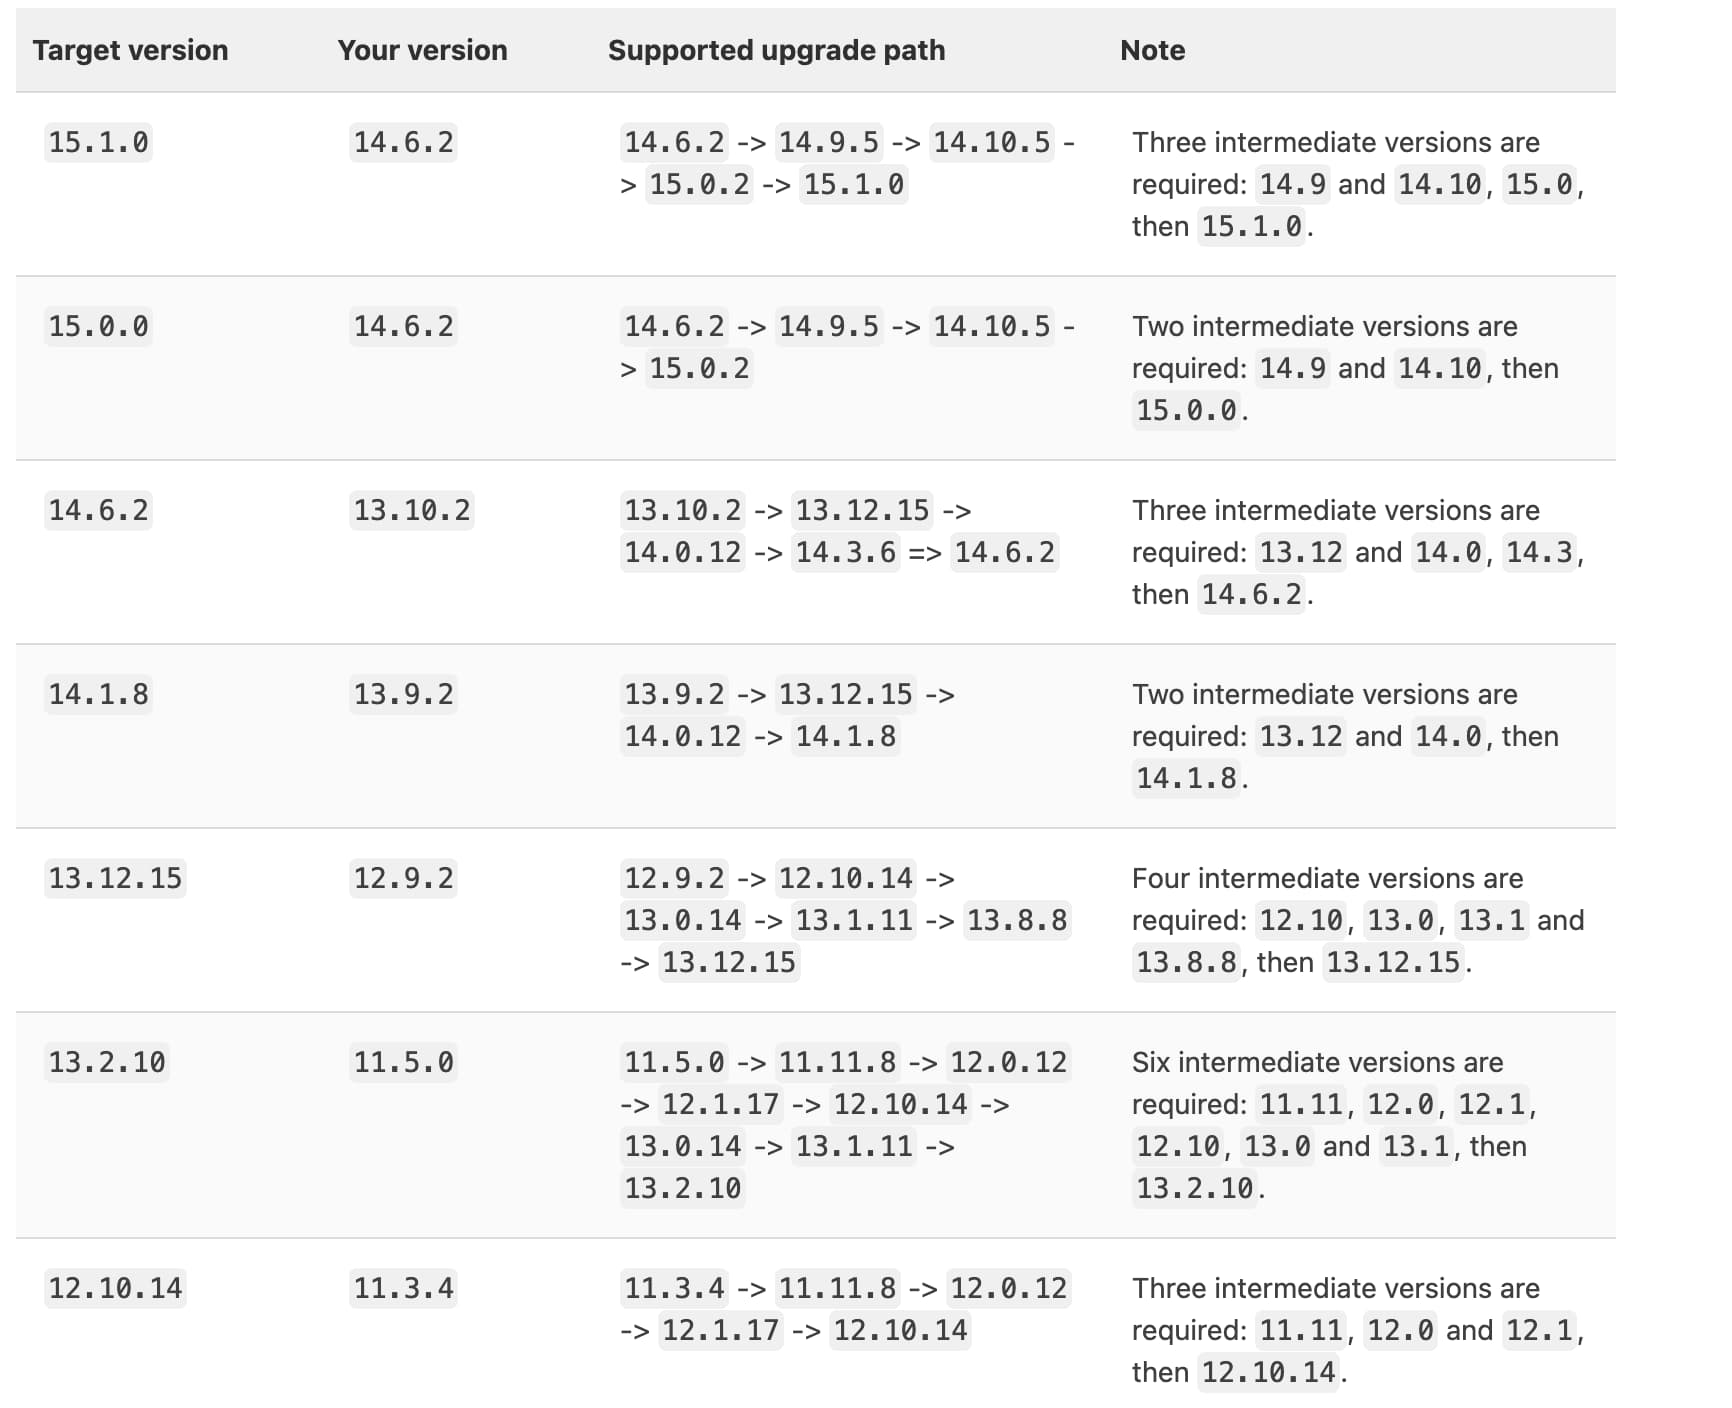 Target version Your version Supported upgrade path Note
15.1.0 14.6.2 14.6.2 -> 14.9.5 -> 14.10.5 - Three intermediate versions are
> 15.0.2 -> 15.1.0 required: 14.9 and 14.10, 15.0,
then 15.1.0.
15.0.0 14.6.2 14.6.2 -> 14.9.5 -> 14.10.5 - Two intermediate versions are
> 15.0.2 required: 14.9 and 14.10, then
15.0.0.
14.6.2 13.10.2 13.10.2 -> 13.12.15 -> Three intermediate versions are
14.0.12 -> 14.3.6 => 14.6.2 required: 13.12 and 14.0, 14.3,
then 14.6.2.
14.1.8 13.9.2 13.9.2 -> 13.12.15 -> Two intermediate versions are
14.0.12 -> 14.1.8 required: 13.12 and 14.0, then
14.1.8.
13.12.15 12.9.2 12.9.2 -> 12.10.14 -> Four intermediate versions are
13.0.14 -> 13.1.11 -> 13.8.8 required: 12.10, 13.0, 13.1 and
-> 13.12.15 13.8.8, then 13.12.15.
13.2.10 11.5.0 11.5.0 -> 11.11.8 -> 12.0.12 Six intermediate versions are
-> 12.1.17 -> 12.10.14 -> required: 11.11, 12.0, 12.1,
13.0.14 -> 13.1.11 -> 12.10, 13.0 and 13.1, then
13.2.10 13.2.10.
12.10.14 11.3.4 11.3.4 -> 11.11.8 -> 12.0.12 Three intermediate versions are
-> 12.1.17 -> 12.10.14 required: 11.11, 12.0 and 12.1,
then 12.10.14.